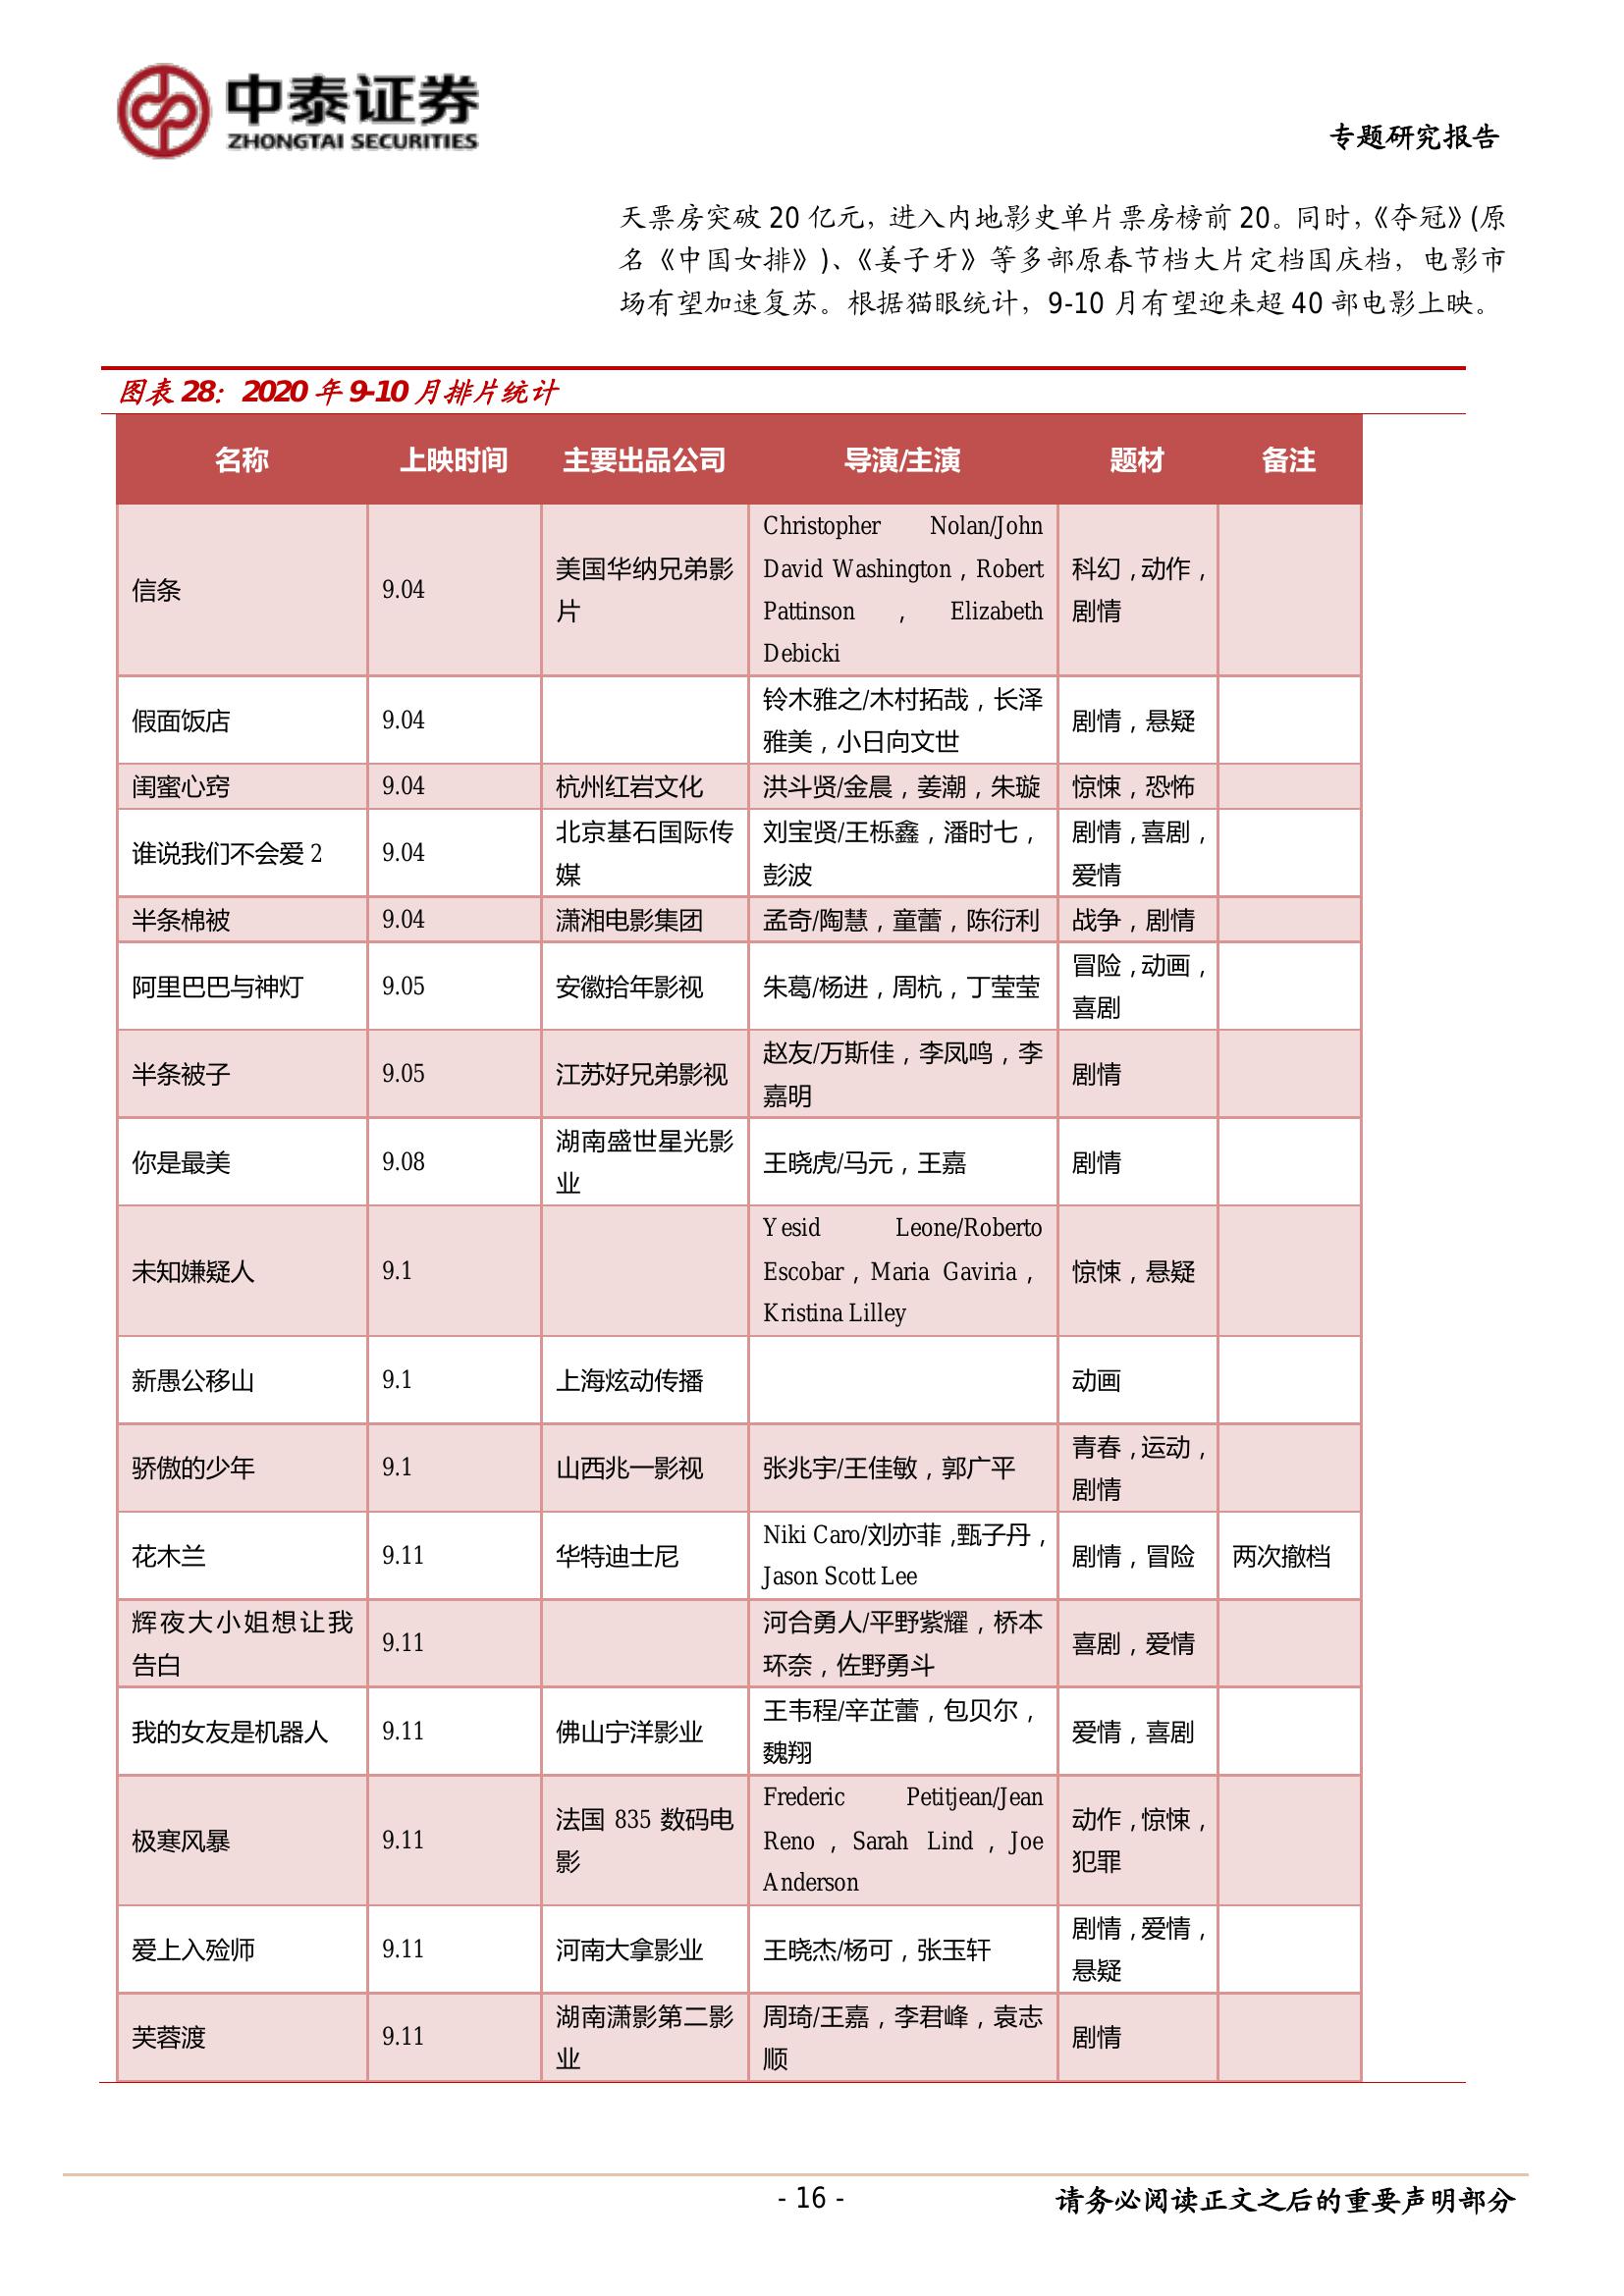 中泰证券
ZHONGTAI SECURITIES
专题研究报告
天票房突破 20 亿元，进入内地影史单片票房榜前 20。同时，《夺冠》(原
名《中国女排》)、《姜子牙》等多部原春节档大片定档国庆档，电影市
场有望加速复苏。根据猫眼统计，9-10 月有望迎来超 40 部电影上映。
图表 28：2020 年 9-10 月排片统计
名称 上映时间 主要出品公司 导演/主演 题材 备注
信条 9.04 美国华纳兄弟影
片 Christopher Nolan/John
David Washington，Robert
Pattinson ， Elizabeth
Debicki 科幻，动作，
剧情
假面饭店 9.04 铃木雅之/木村拓哉，长泽
雅美，小日向文世 剧情，悬疑
闺蜜心窍 9.04 杭州红岩文化 洪斗贤/金晨，姜潮，朱璇 惊悚，恐怖
谁说我们不会爱 2 9.04 北京基石国际传
媒 刘宝贤/王栎鑫，潘时七，
彭波 剧情，喜剧，
爱情
半条棉被 9.04 潇湘电影集团 孟奇/陶慧，童蕾，陈衍利 战争，剧情
阿里巴巴与神灯 9.05 安徽拾年影视 朱葛/杨进，周杭，丁莹莹 冒险，动画，
喜剧
半条被子 9.05 江苏好兄弟影视 赵友/万斯佳，李凤鸣，李
嘉明 剧情
你是最美 9.08 湖南盛世星光影
业 王晓虎/马元，王嘉 剧情
未知嫌疑人 9.1 Yesid Leone/Roberto
Escobar，Maria Gaviria，
Kristina Lilley 惊悚，悬疑
新愚公移山 9.1 上海炫动传播 动画
骄傲的少年 9.1 山西兆一影视 张兆宇/王佳敏，郭广平 青春，运动，
剧情
花木兰 9.11 华特迪士尼 Niki Caro/刘亦菲，甄子丹，
Jason Scott Lee 剧情，冒险 两次撤档
辉夜大小姐想让我
告白 9.11 河合勇人/平野紫耀，桥本
环奈，佐野勇斗 喜剧，爱情
我的女友是机器人 9.11 佛山宁洋影业 王韦程/辛芷蕾，包贝尔，
魏翔 爱情，喜剧
极寒风暴 9.11 法国 835 数码电
影 Frederic Petitjean/Jean
Reno，Sarah Lind，Joe
Anderson 动作，惊悚，
犯罪
爱上入殓师 9.11 河南大拿影业 王晓杰/杨可，张玉轩 剧情，爱情，
悬疑
芙蓉渡 9.11 湖南潇影第二影
业 周琦/王嘉，李君峰，袁志
顺 剧情
- 16 -
请务必阅读正文之后的重要声明部分